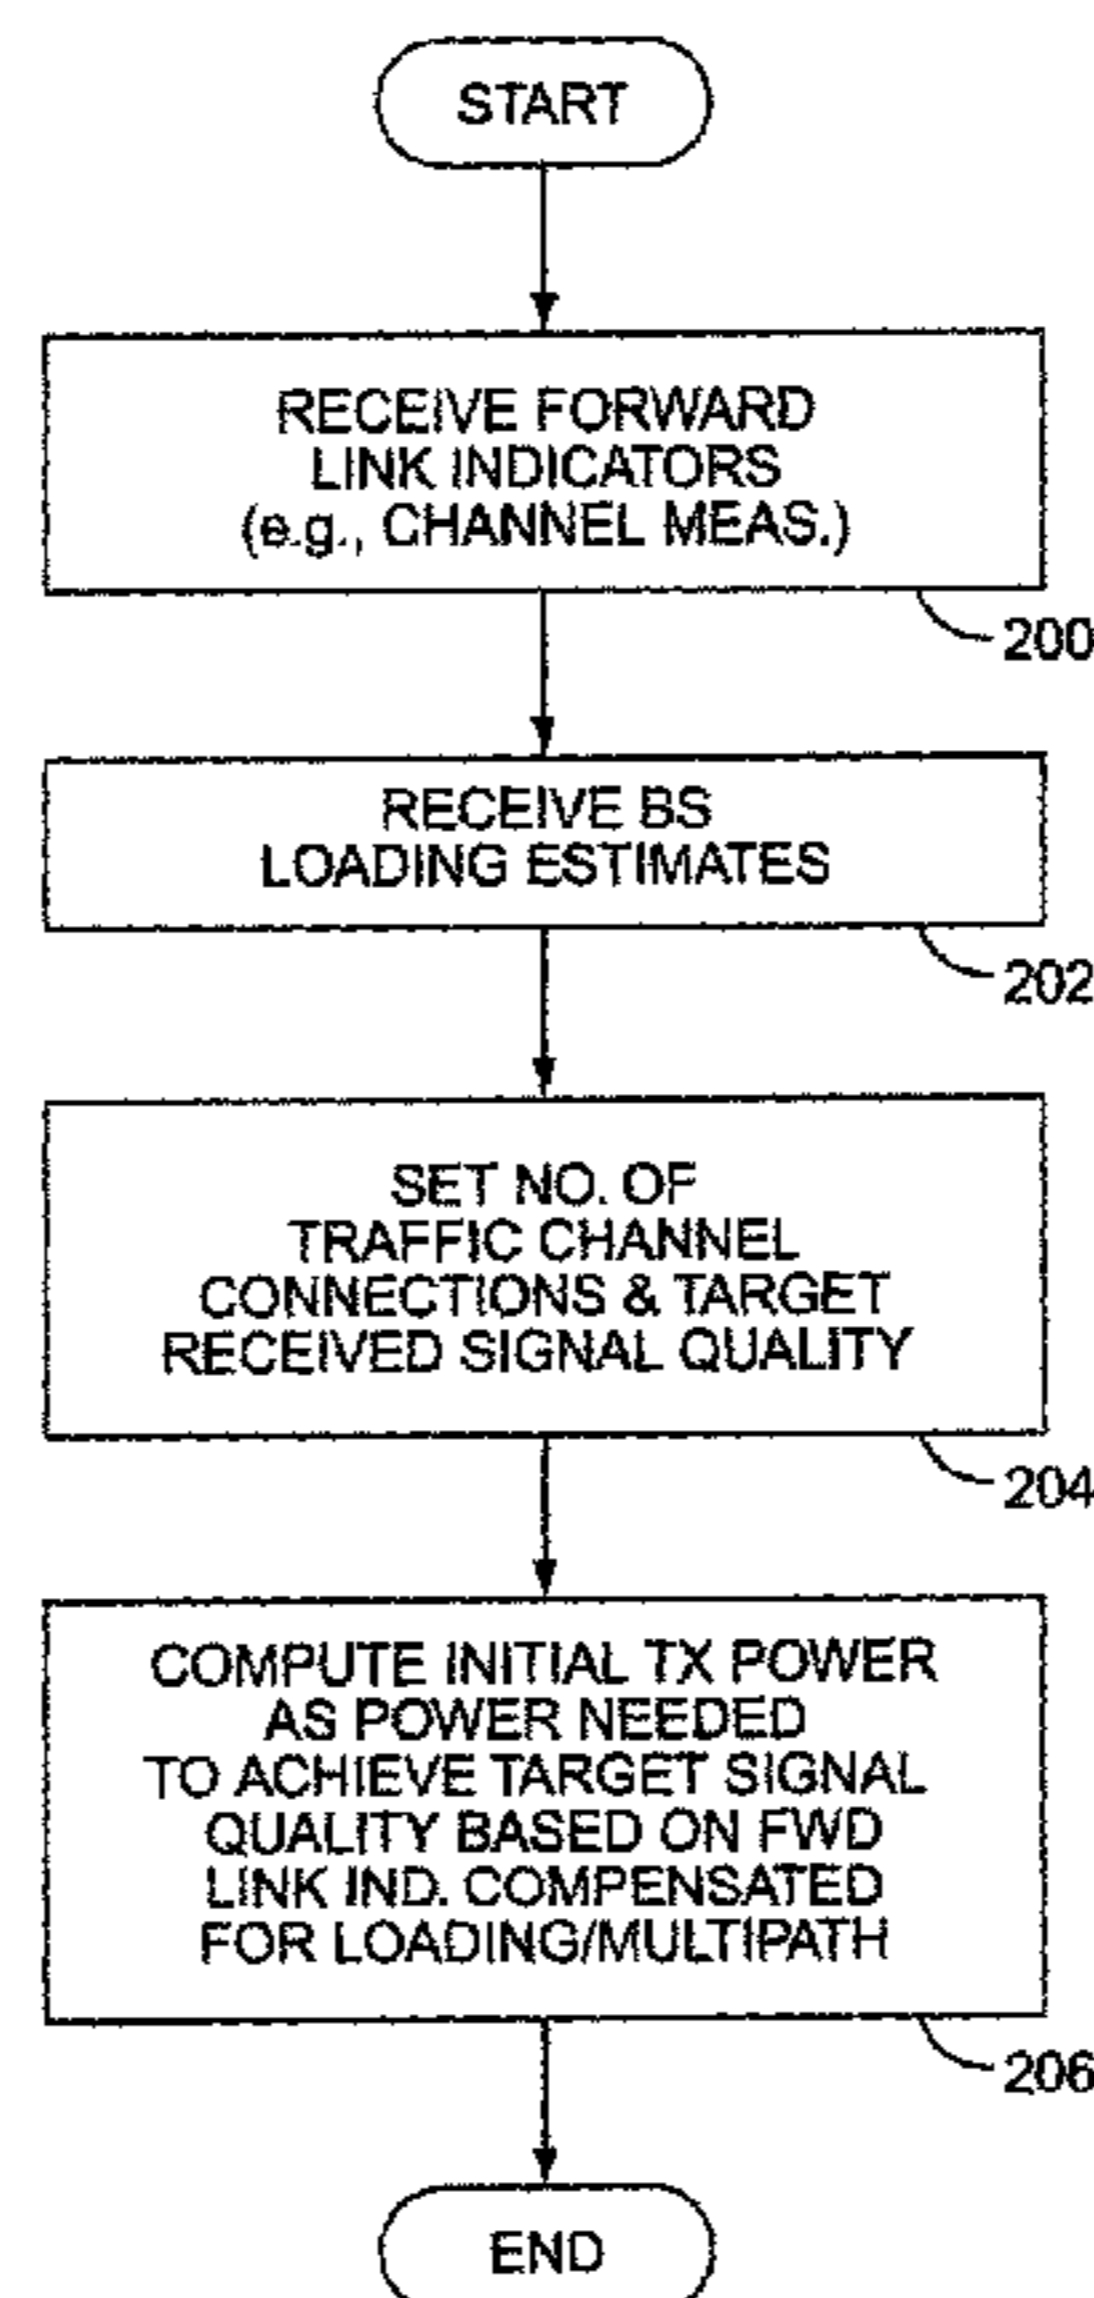 START
RECEIVE FORWARD
LINK INDICATORS
(e.g., CHANNEL MEAS.)
200
RECEIVE BS
LOADING ESTIMATES
202
SET NO. OF
TRAFFIC CHANNEL
CONNECTIONS & TARGET
RECEIVED SIGNAL QUALITY
204
COMPUTE INITIAL TX POWER
AS POWER NEEDED
TO ACHIEVE TARGET SIGNAL
QUALITY BASED ON FWD
LINK IND. COMPENSATED
FOR LOADING/MULTIPATH
206
END